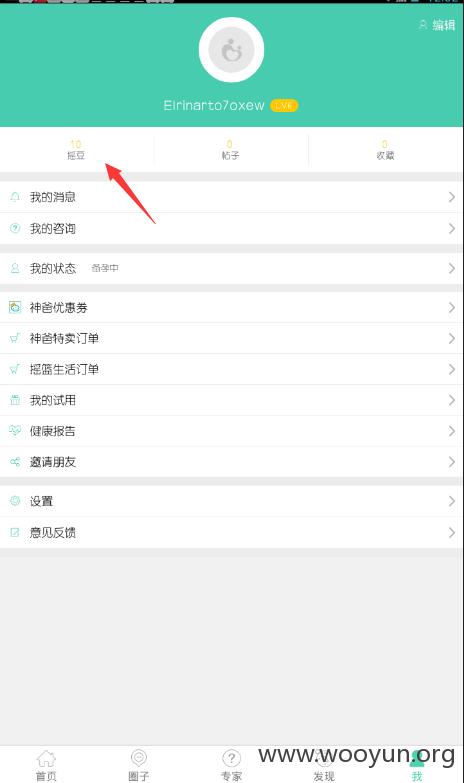 编辑
Elrinarto7oxew
10
摇豆
0
帖子
0
收藏
我的消息
我的咨询
我的状态 备孕中
神爸优惠券
神爸特卖订单
摇篮生活订单
我的试用
健康报告
邀请朋友
设置
意见反馈
www.wooyun.org
首页
圈子
专家
发现
我